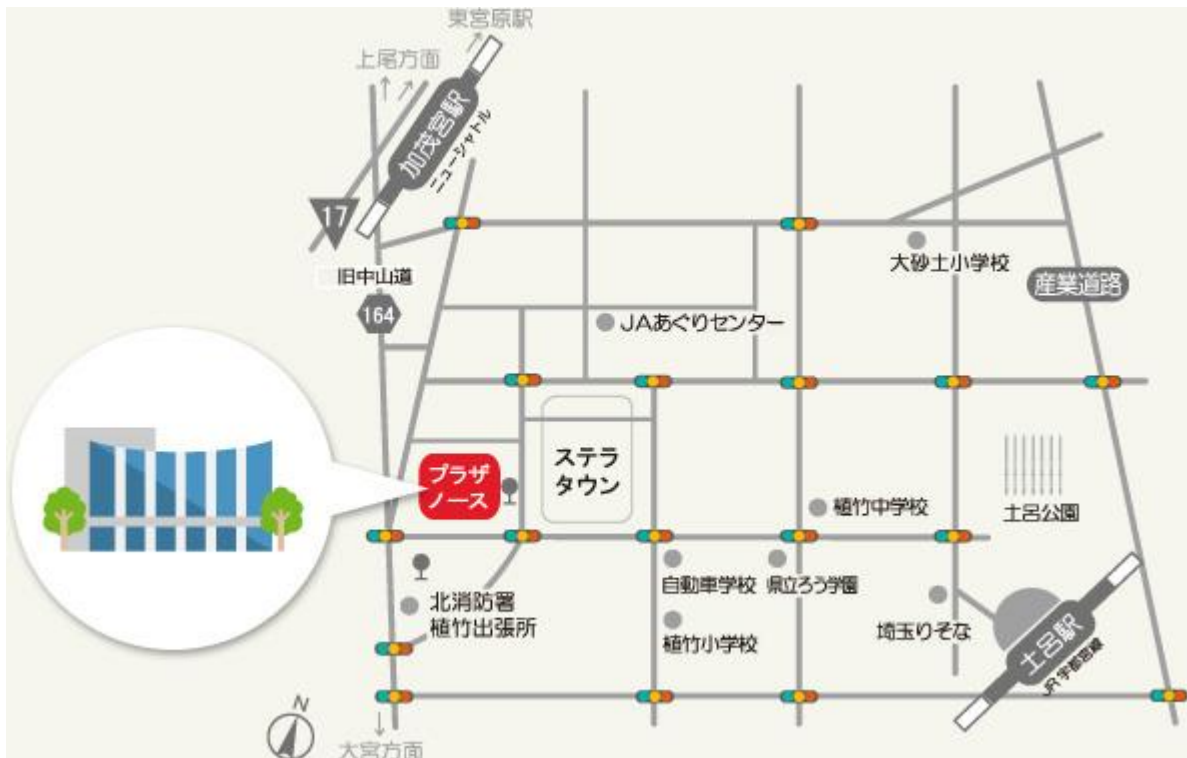 東宮原駅
上尾方面
加茂宮駅
ニューシャトル
17
旧中山道
164
大砂土小学校
産業道路
JAあぐりセンター
プラザ
ノース
ステラ
タウン
植竹中学校
土呂公園
自動車学校
県立ろう学園
北消防署
植竹出張所
植竹小学校
埼玉りそな
土呂駅
JR宇都宮線
N
大宮方面